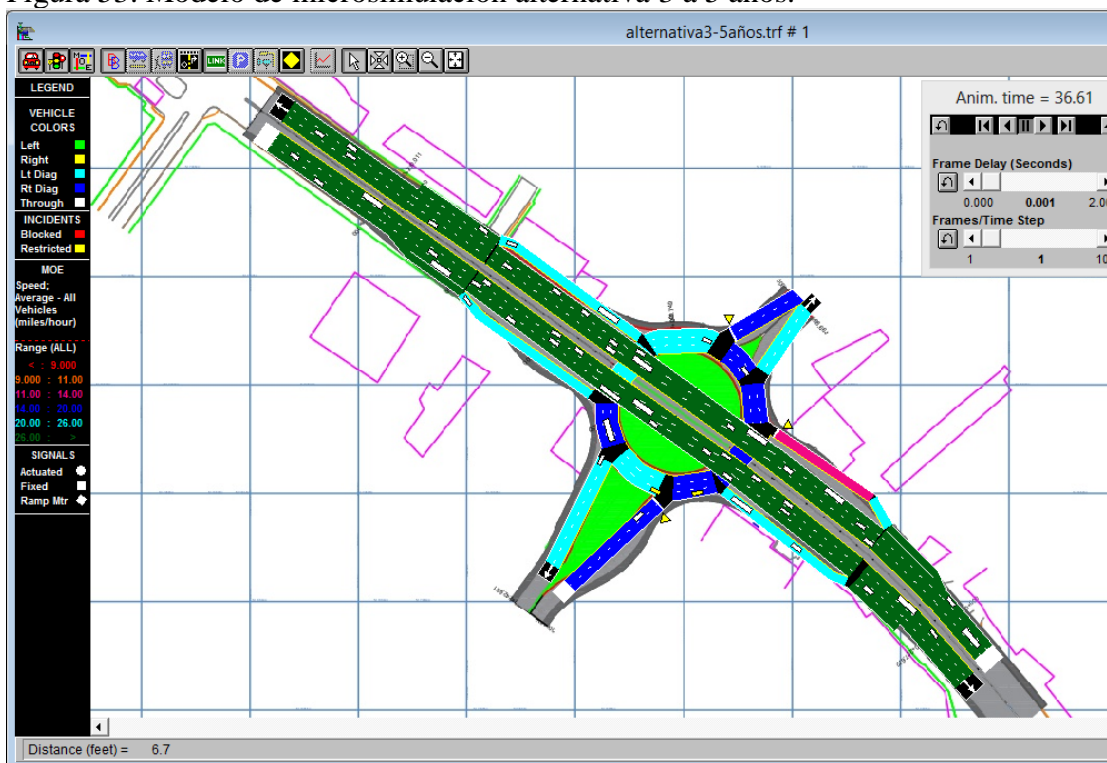 Figura 33. Modelo de microsimulación alternativa 3 a 5 años.
alternativa3-5años.trf # 1
LINK
LEGEND
VEHICLE
COLORS
Left
Right
Lt Diag
Rt Diag
Through
INCIDENTS
Blocked
Restricted
MOE
Speed;
Average - All
Vehicles
(miles/hour)
Range (ALL)
< : 9.000
9.000 : 11.00
11.00 : 14.00
14.00 : 20.00
20.00 : 26.00
26.00 : >
SIGNALS
Actuated
Fixed
Ramp Mtr
Anim. time = 36.61
Frame Delay (Seconds)
0.000 0.001 2.00
Frames/Time Step
1 1 10
Distance (feet) = 6.7